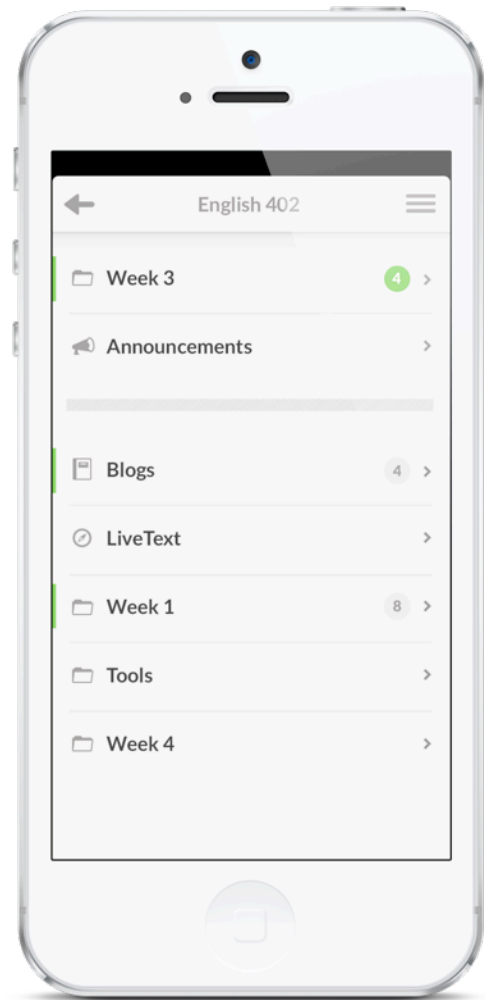 English 402
Week 3 4
Announcements
Blogs 4
LiveText
Week 1 8
Tools
Week 4